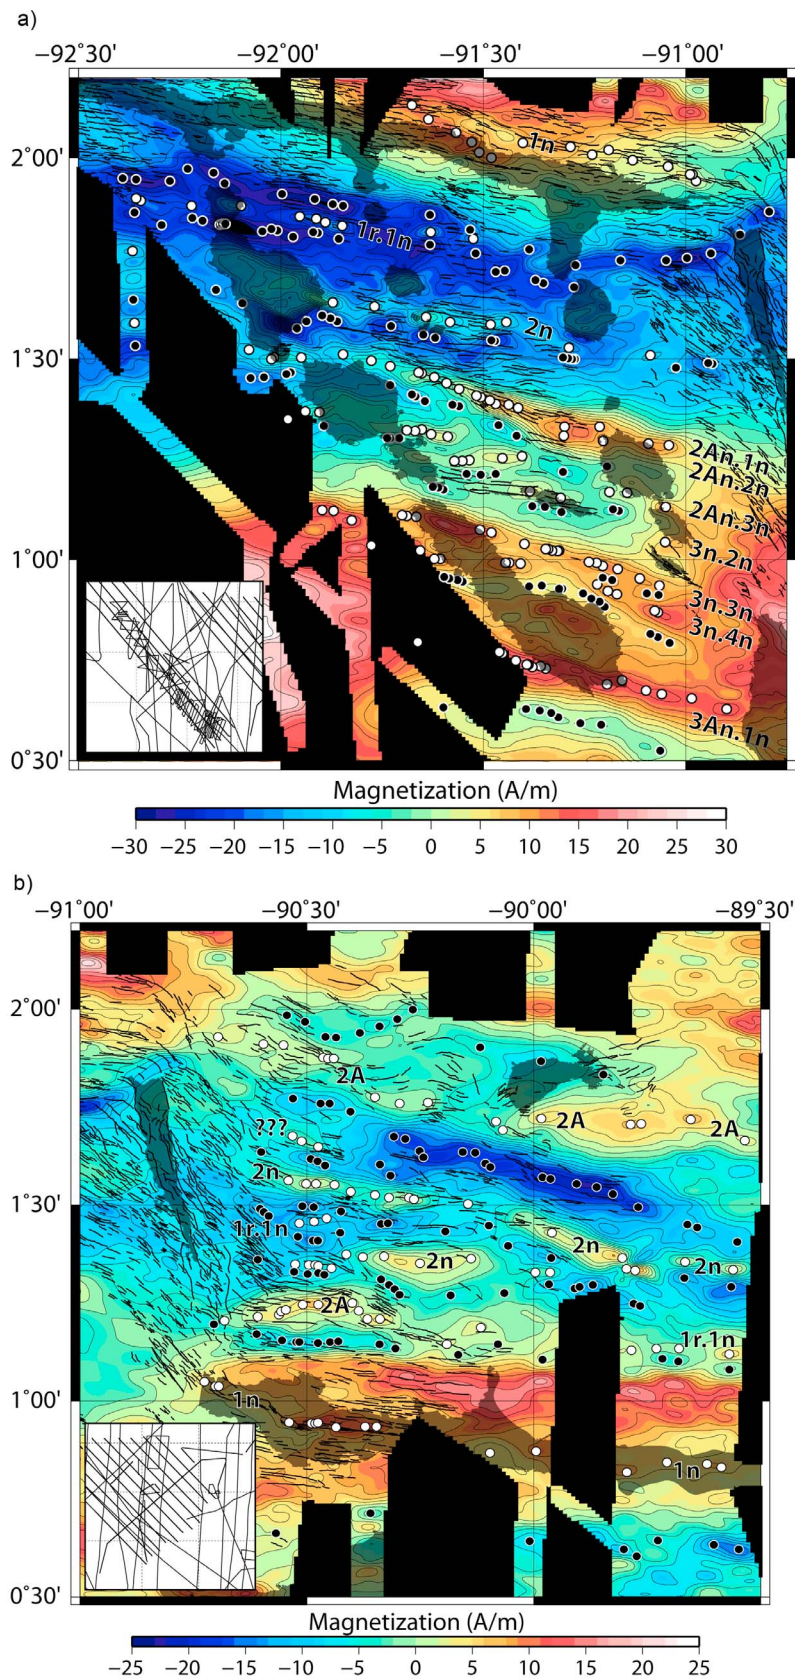 a)
−92˚30' −92˚00' −91˚30' −91˚00'
2˚00'
1˚30'
1˚00'
0˚30'
1n
1r.1n
2n
2An.1n
2An.2n
2An.3n
3n.2n
3n.3n
3n.4n
3An.1n
Magnetization (A/m)
−30 −25 −20 −15 −10 −5 0 5 10 15 20 25 30
b)
−91˚00' −90˚30' −90˚00' −89˚30'
2˚00'
1˚30'
1˚00'
0˚30'
2A
2A 2A
???
2n
1r.1n
2n 2n 2n
2A
1r.1n
1n
1n
Magnetization (A/m)
−25 −20 −15 −10 −5 0 5 10 15 20 25